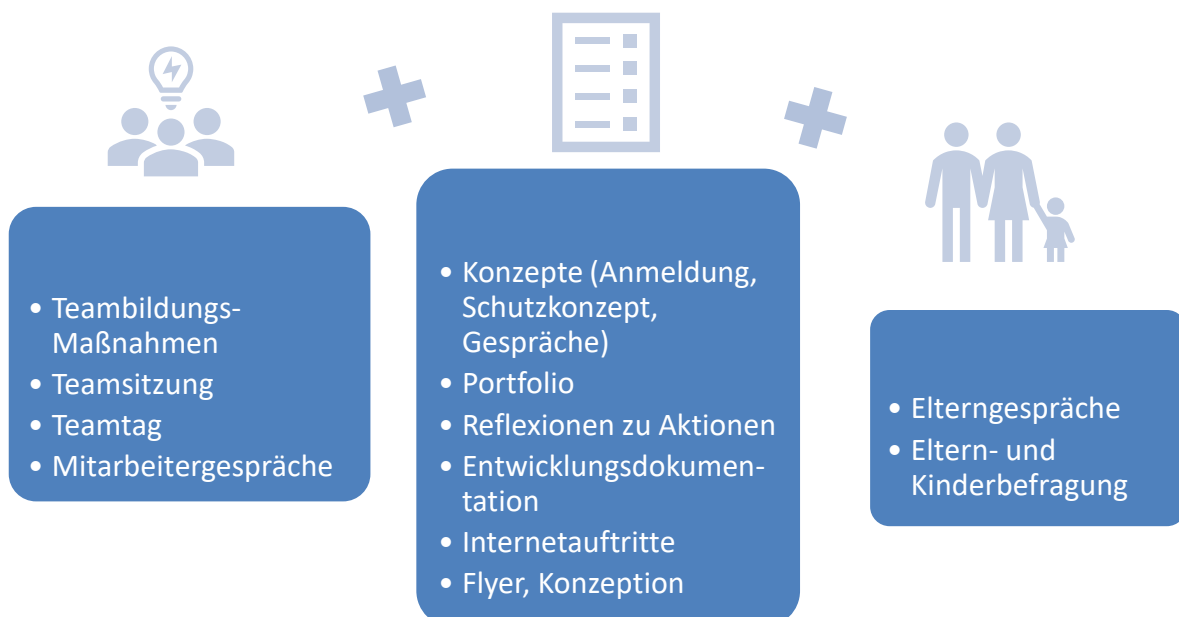 • Teambildungs-
Maßnahmen
• Teamsitzung
• Teamtag
• Mitarbeitergespräche
• Konzepte (Anmeldung,
Schutzkonzept,
Gespräche)
• Portfolio
• Reflexionen zu Aktionen
• Entwicklungsdokumen-
tation
• Internetauftritte
• Flyer, Konzeption
• Elterngespräche
• Eltern- und
Kinderbefragung